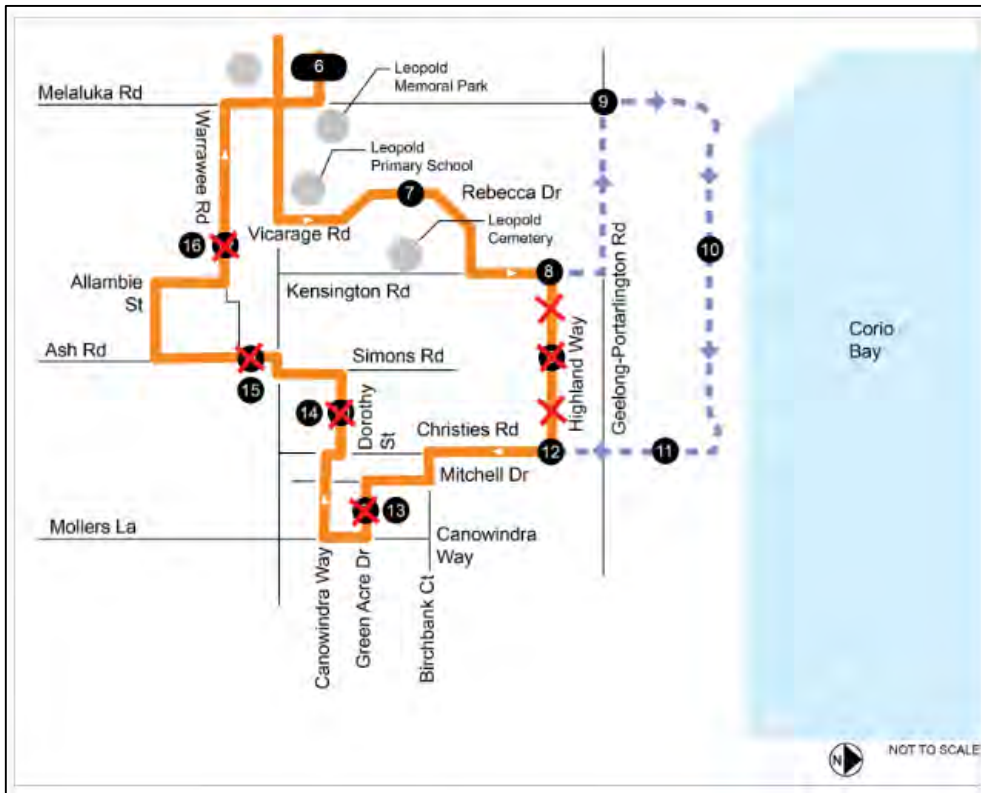 6
Leopold
Memoral Park
Melaluka Rd
9
Warrawee Rd
Leopold
Primary School
7
Rebecca Dr
Leopold
Cemetery
16
Vicarage Rd
10
Geelong-Portarlington Rd
8
Allambie
St
Kensington Rd
Highland Way
Corio
Bay
Ash Rd
Simons Rd
15
14
Dorothy
St
Christies Rd
12
11
Mitchell Dr
13
Mollers La
Canowindra
Way
Canowindra Way
Green Acre Dr
Birchbank Ct
N
NOT TO SCALE